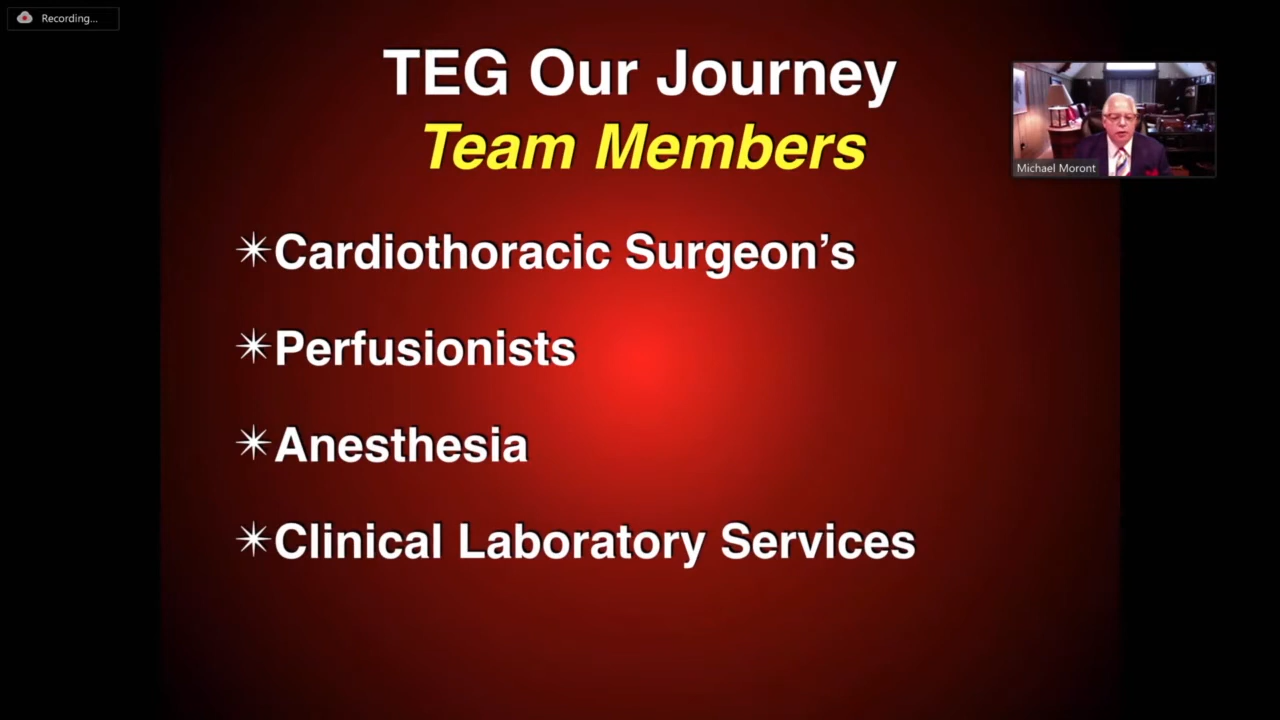 Recording...
TEG Our Journey
Team Members
Michael Moront
✴Cardiothoracic Surgeon’s
✴Perfusionists
✴Anesthesia
✴Clinical Laboratory Services